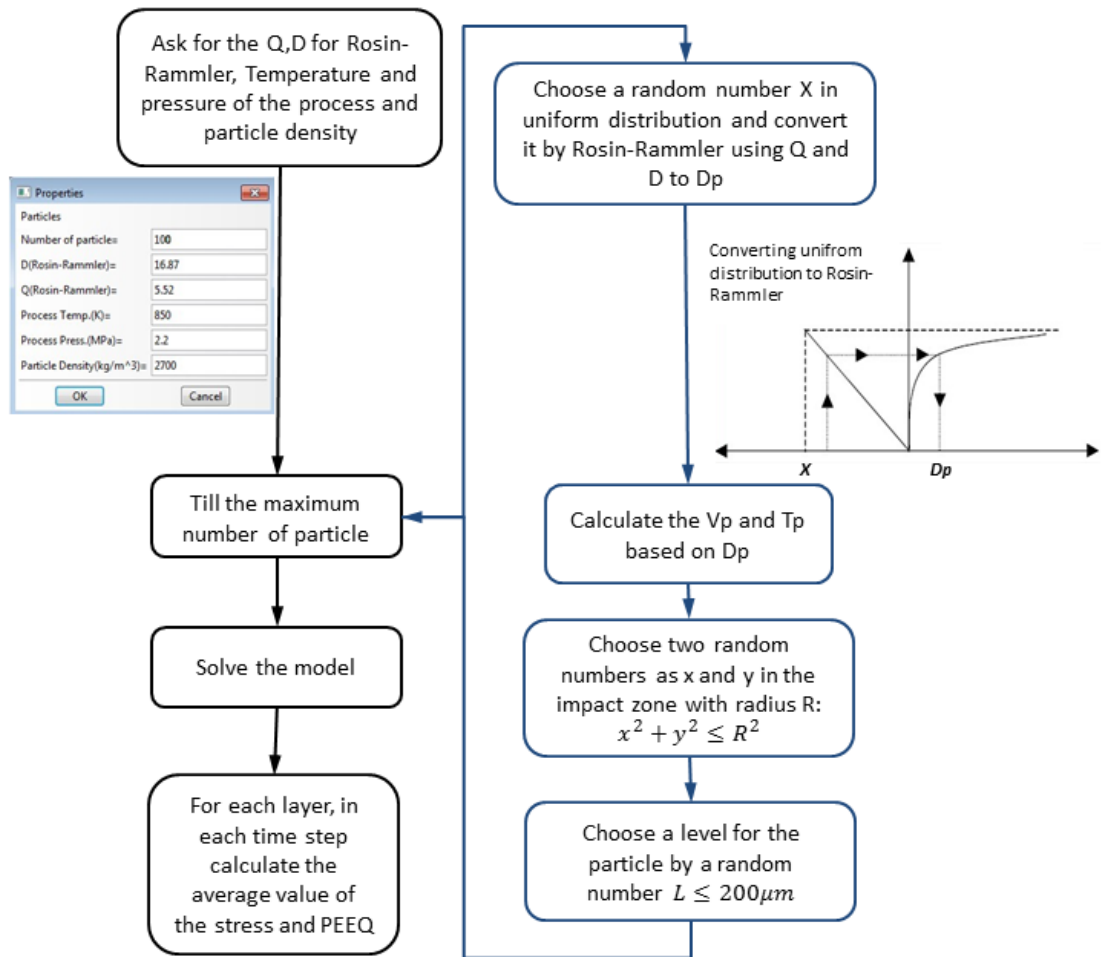 Ask for the Q,D for Rosin-
Rammler, Temperature and
pressure of the process and
particle density
Properties
Particles
Number of particle= 100
D(Rosin-Rammler)= 16.87
Q(Rosin-Rammler)= 5.52
Process Temp.(K)= 850
Process Press.(MPa)= 2.2
Particle Density(kg/m^3)= 2700
OK Cancel
Till the maximum
number of particle
Solve the model
For each layer, in
each time step
calculate the
average value of
the stress and PEEQ
Choose a random number X in
uniform distribution and convert
it by Rosin-Rammler using Q and
D to Dp
Converting unifrom
distribution to Rosin-
Rammler
X Dp
Calculate the Vp and Tp
based on Dp
Choose two random
numbers as x and y in the
impact zone with radius R:
x² + y² ≤ R²
Choose a level for the
particle by a random
number L ≤ 200μm